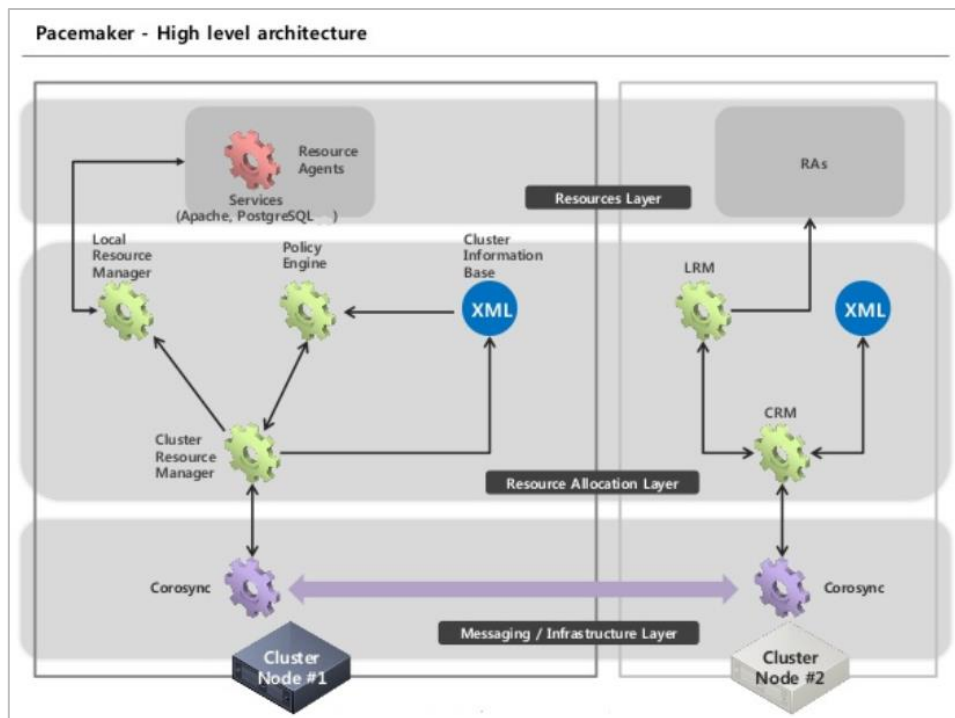 Pacemaker - High level architecture
Resource
Agents
Services
(Apache, PostgreSQL )
RAs
Resources Layer
Local
Resource
Manager
Policy
Engine
Cluster
Information
Base
XML
LRM
XML
Cluster
Resource
Manager
CRM
Resource Allocation Layer
Corosync
Corosync
Messaging / Infrastructure Layer
Cluster
Node #1
Cluster
Node #2